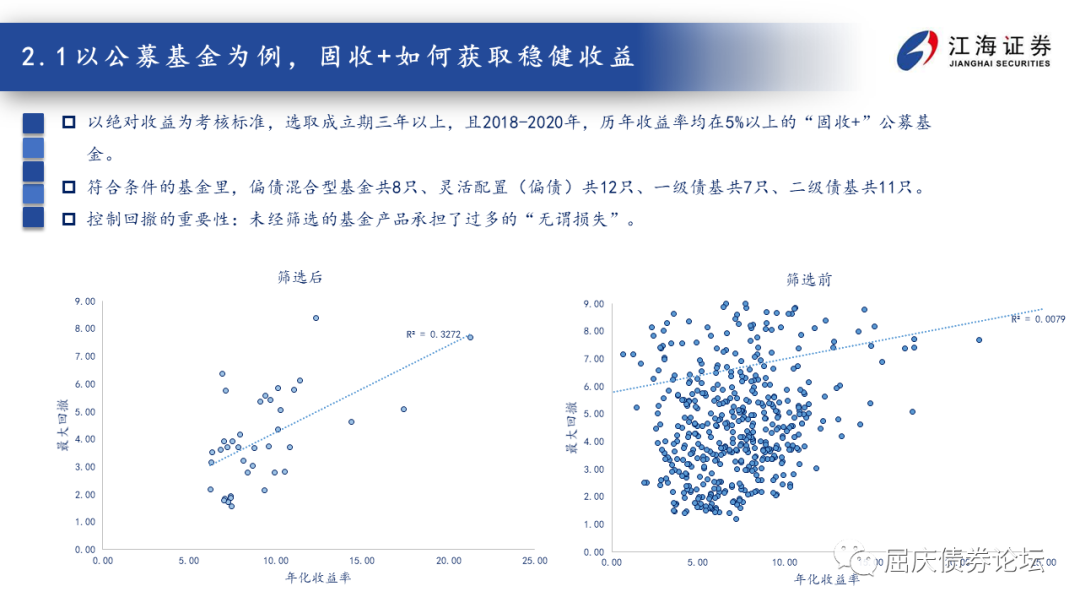 2.1以公募基金为例，固收+如何获取稳健收益
江海证券
JIANGHAI SECURITIES
以绝对收益为考核标准，选取成立期三年以上，且2018-2020年，历年收益率均在5%以上的“固收+”公募基
金。
符合条件的基金里，偏债混合型基金共8只、灵活配置（偏债）共12只、一级债基共7只、二级债基共11只。
控制回撤的重要性：未经筛选的基金产品承担了过多的“无谓损失”。
筛选后
9.00
8.00
7.00
6.00
5.00
4.00
3.00
2.00
1.00
0.00
最大回撤
R² = 0.3272
0.00 5.00 10.00 15.00 20.00 25.00
年化收益率
筛选前
9.00
8.00
7.00
6.00
5.00
4.00
3.00
2.00
1.00
0.00
最大回撤
R² = 0.0079
0.00 5.00 10.00
年化收益率
屈庆债券论坛